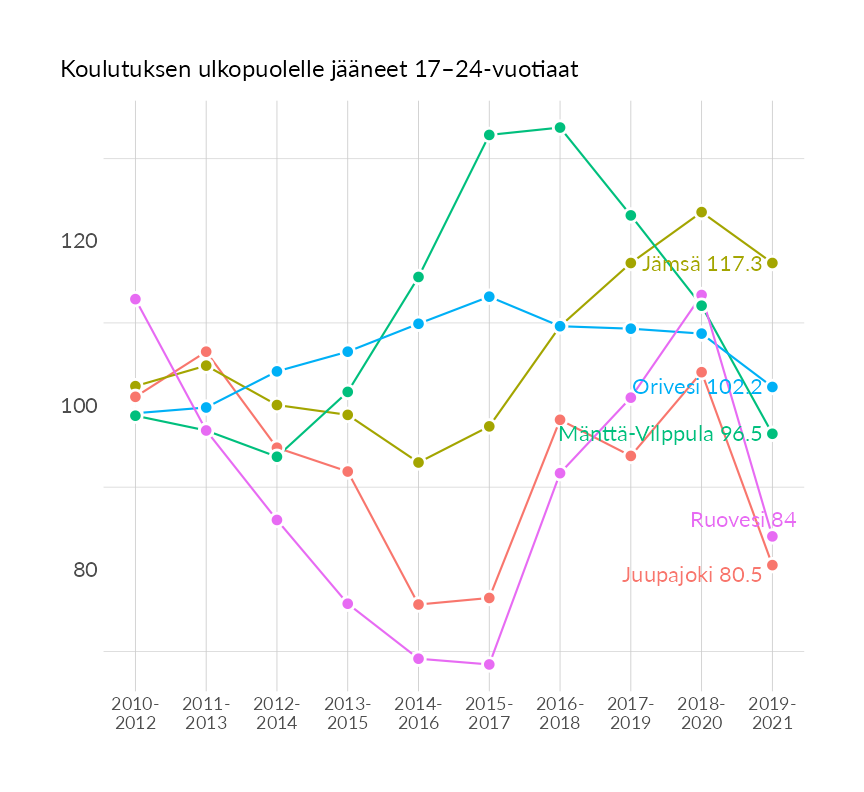 Koulutuksen ulkopuolelle jääneet 17–24-vuotiaat
120
Jämsä 117.3
Orivesi 102.2
100
Mänttä-Vilppula 96.5
Ruovesi 84
80
Juupajoki 80.5
2010- 2011- 2012- 2013- 2014- 2015- 2016- 2017- 2018- 2019-
2012 2013 2014 2015 2016 2017 2018 2019 2020 2021